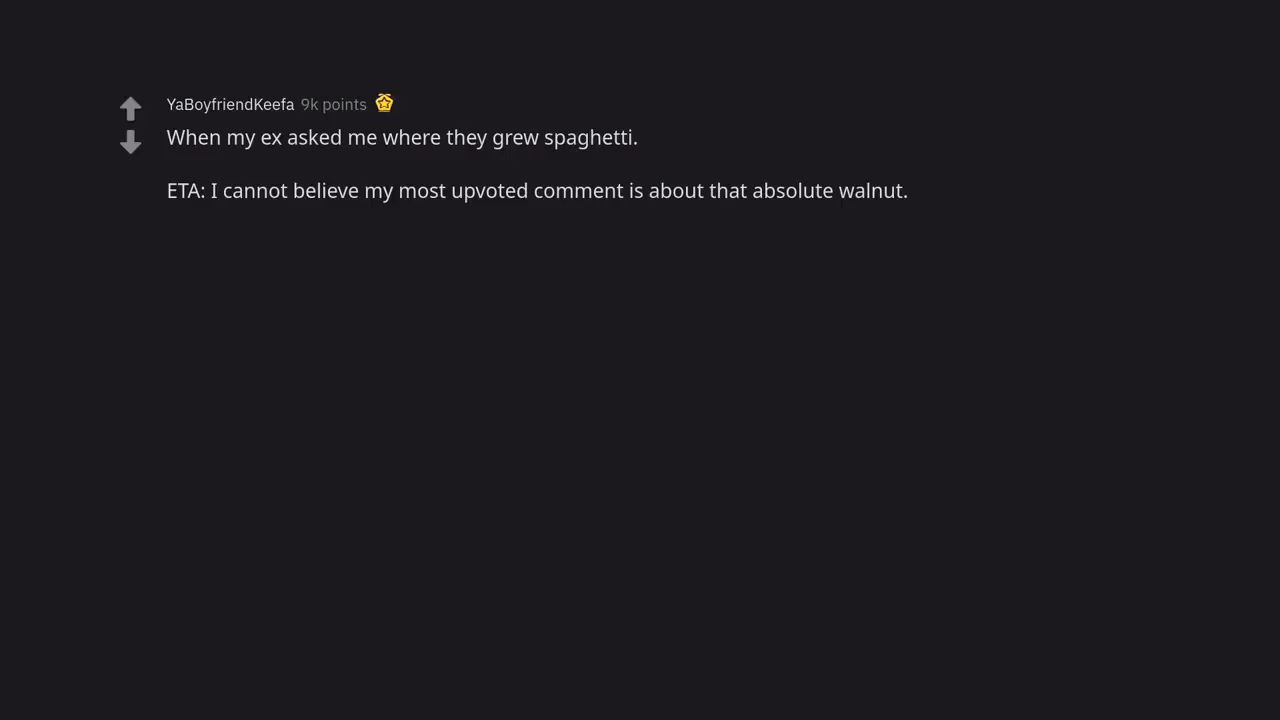 YaBoyfriendKeefa 9k points
When my ex asked me where they grew spaghetti.
ETA: I cannot believe my most upvoted comment is about that absolute walnut.